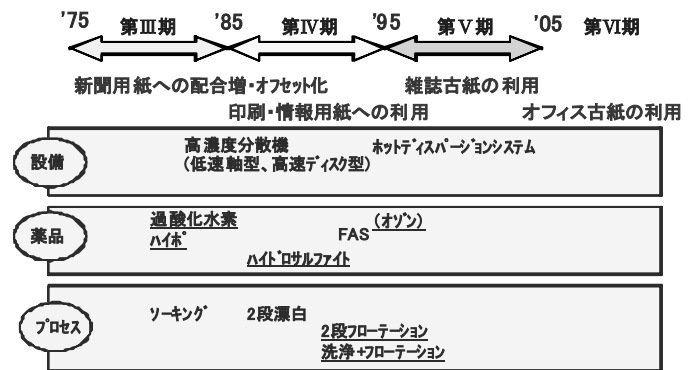 '75 第Ⅲ期 '85 第Ⅳ期 '95 第Ⅴ期 '05 第Ⅵ期
新聞用紙への配合増・オフセット化 雑誌古紙の利用
印刷・情報用紙への利用 オフィス古紙の利用
設備
高濃度分散機 ホットディスパージョンシステム
(低速軸型、高速ディスク型)
薬品
過酸化水素 (オゾン)
ハイポ FAS
ハイドロサルファイト
プロセス
ソーキング 2段漂白
2段フローテーション
洗浄+フローテーション